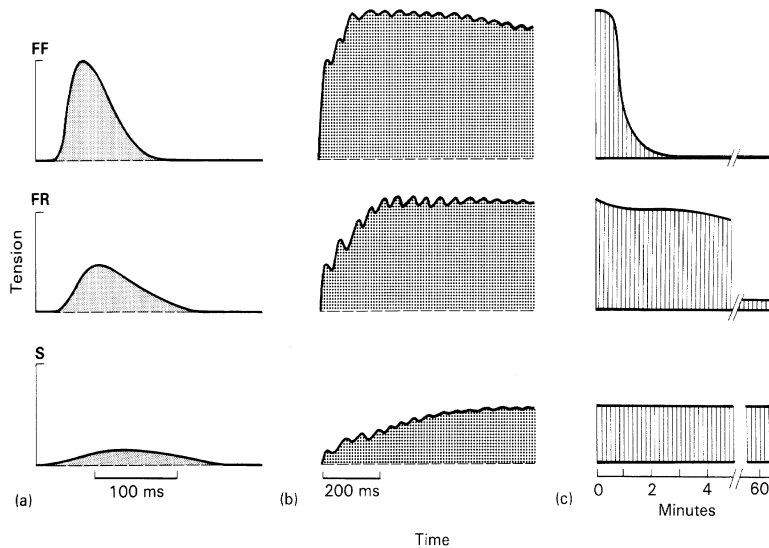 FF
FR
Tension
S
(a)
100 ms
(b)
200 ms
(c)
0 2 4 60
Minutes
Time